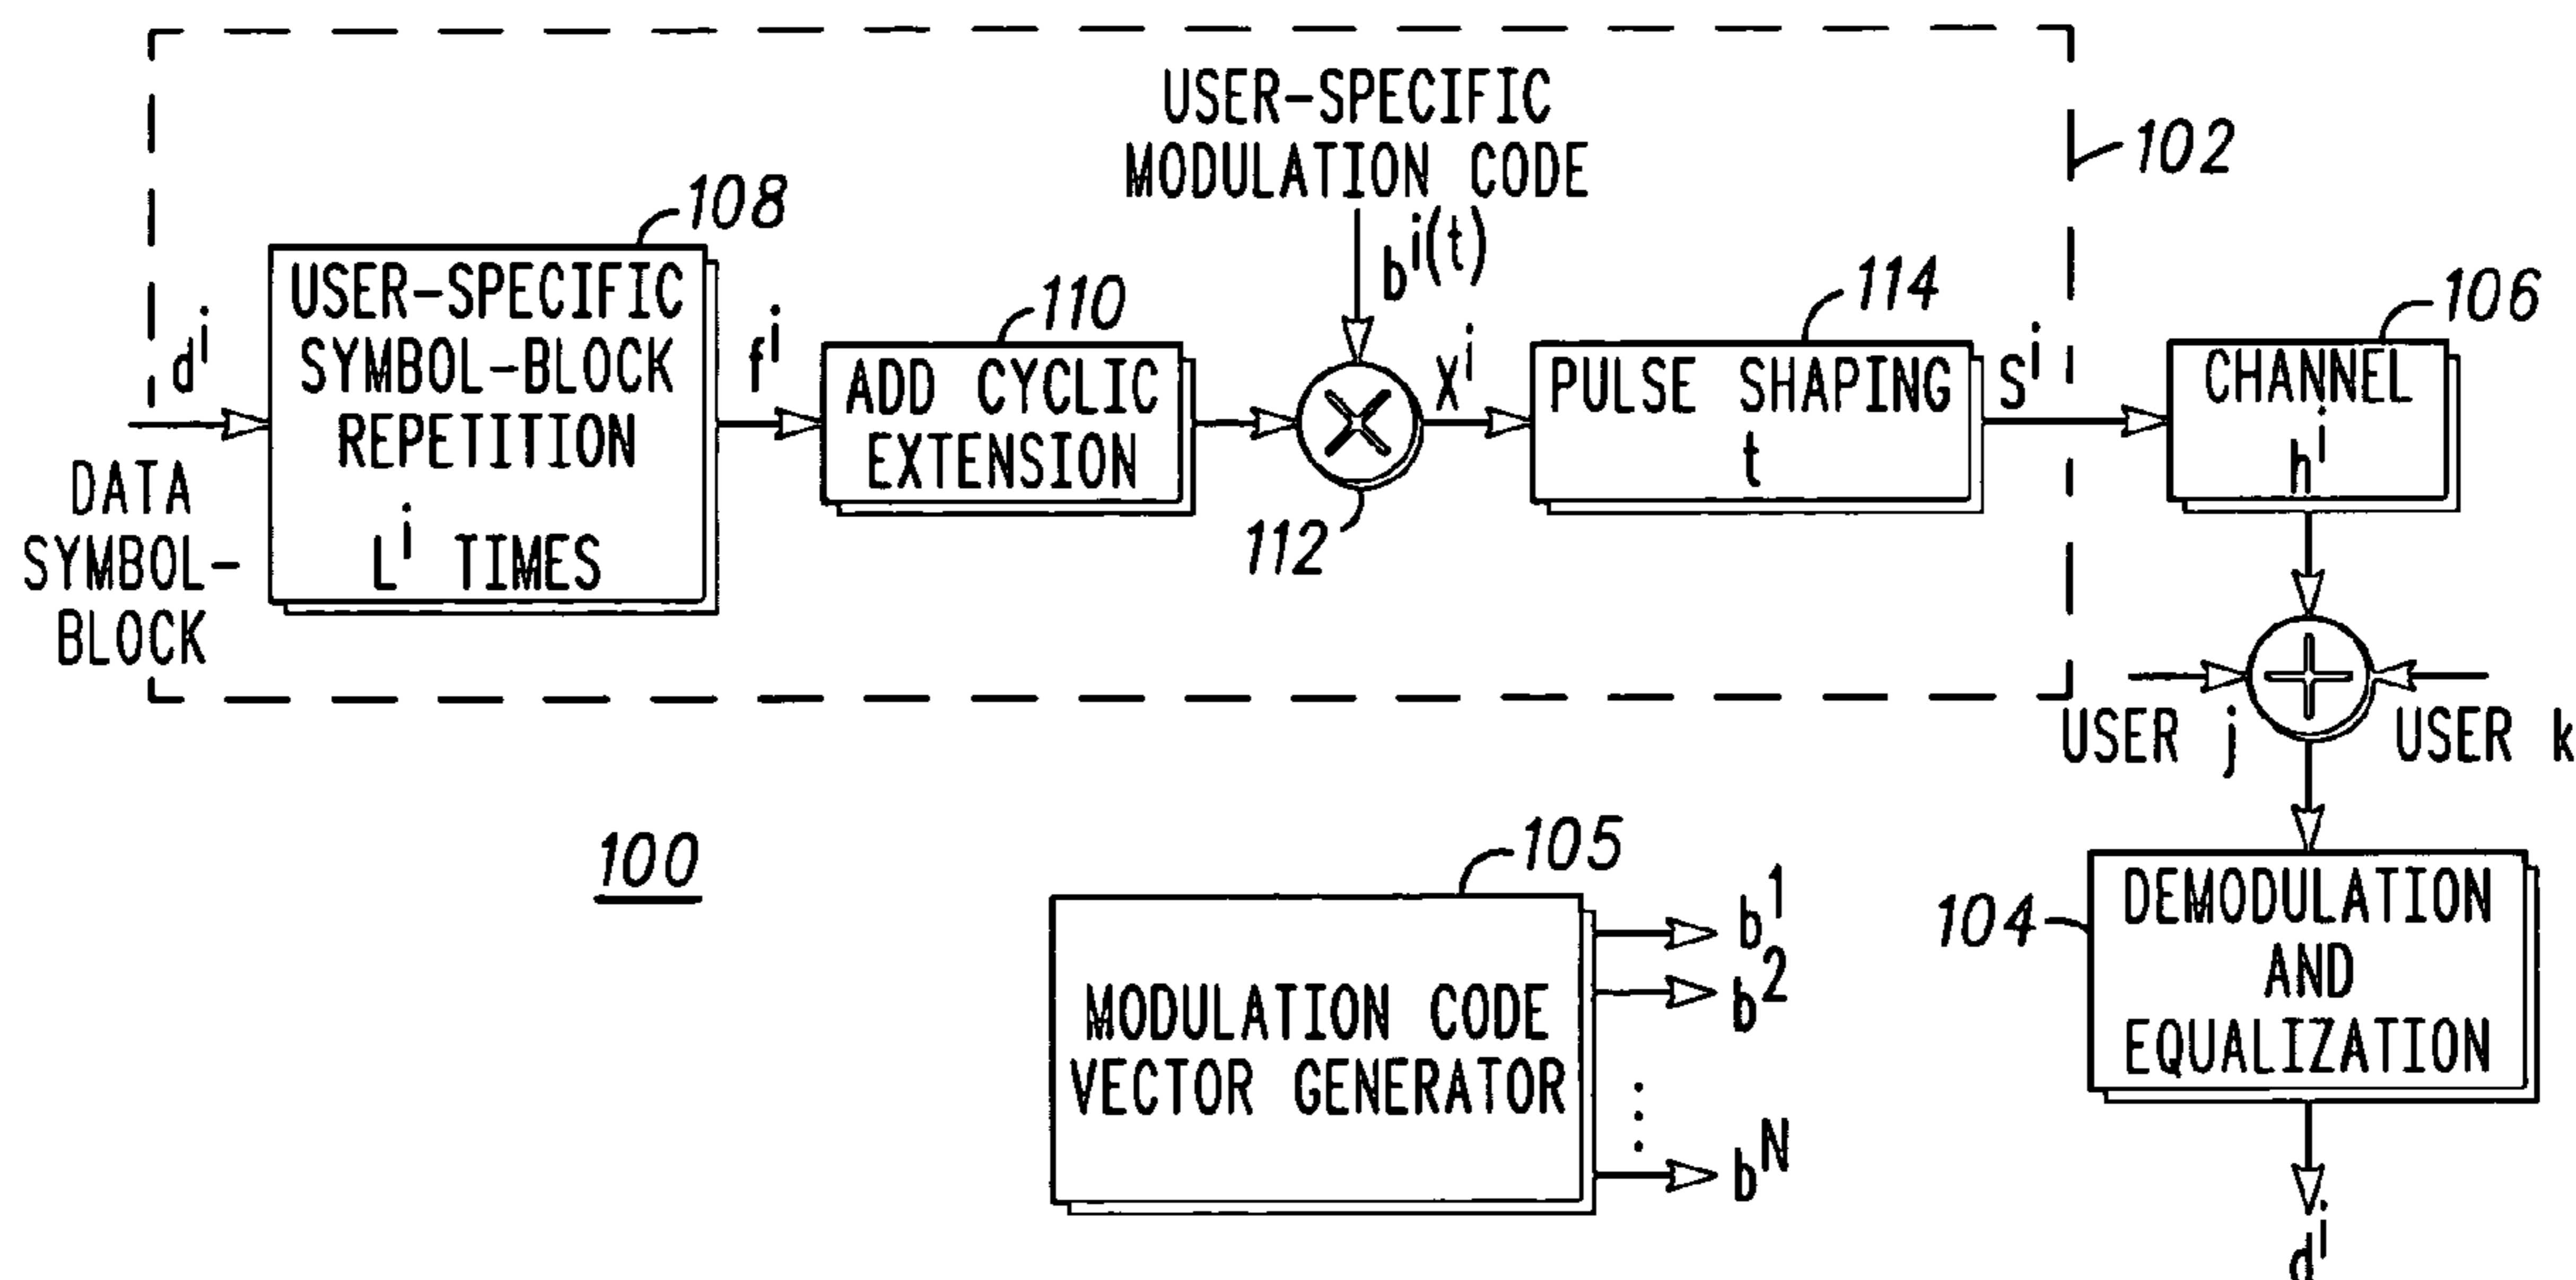 USER-SPECIFIC
MODULATION CODE
102
108
b^i(t)
USER-SPECIFIC
SYMBOL-BLOCK
REPETITION
L^i TIMES
d^i
DATA
SYMBOL-
BLOCK
f^i
110
ADD CYCLIC
EXTENSION
112
X^i
114
PULSE SHAPING
t
S^i
106
CHANNEL
h^i
USER j
USER k
100
105
MODULATION CODE
VECTOR GENERATOR
b^1
b^2
b^N
104
DEMODULATION
AND
EQUALIZATION
d^i